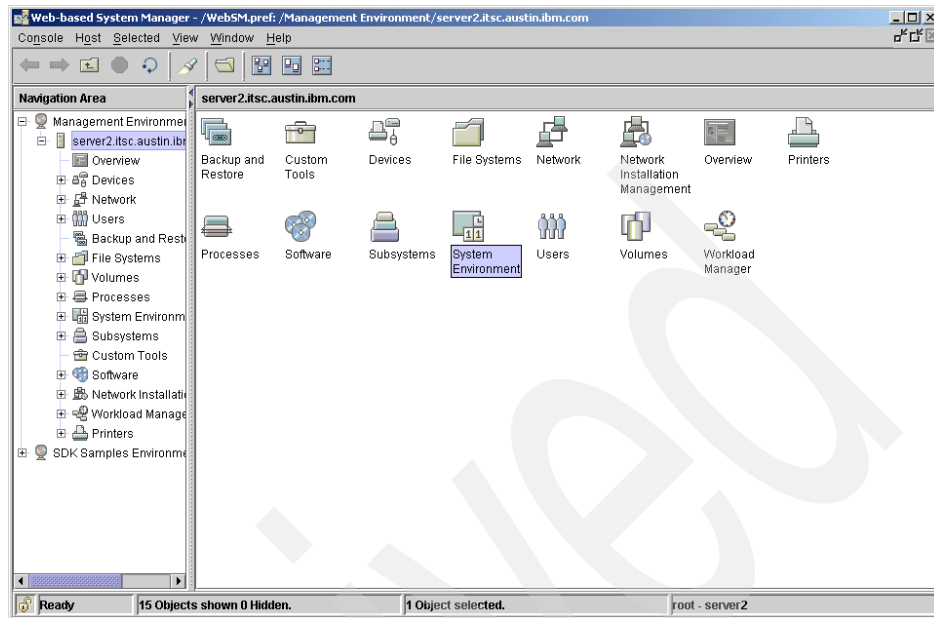 Web-based System Manager - /WebSM.pref: /Management Environment/server2.itsc.austin.ibm.com
Console Host Selected View Window Help
Navigation Area
server2.itsc.austin.ibm.com
Management Environmen
server2.itsc.austin.ibr
Overview
Devices
Network
Users
Backup and Rest
File Systems
Volumes
Processes
System Environm
Subsystems
Custom Tools
Software
Network Installati
Workload Manage
Printers
SDK Samples Environme
Backup and Restore
Custom Tools
Devices
File Systems
Network
Network Installation Management
Overview
Printers
Processes
Software
Subsystems
System Environment
Users
Volumes
Workload Manager
Ready
15 Objects shown 0 Hidden.
1 Object selected.
root - server2